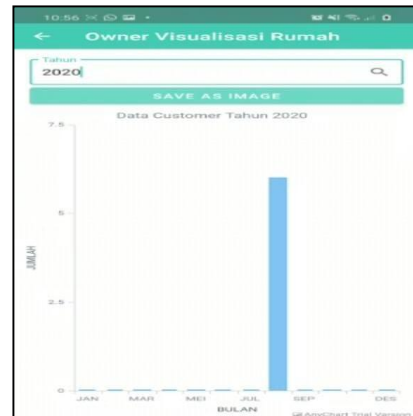 10:56
Owner Visualisasi Rumah
Tahun
2020
SAVE AS IMAGE
Data Customer Tahun 2020
7.5
5
2.5
0
JUMLAH
JAN MAR MEI JUL SEP DES
BULAN
AnyChart Trial Version